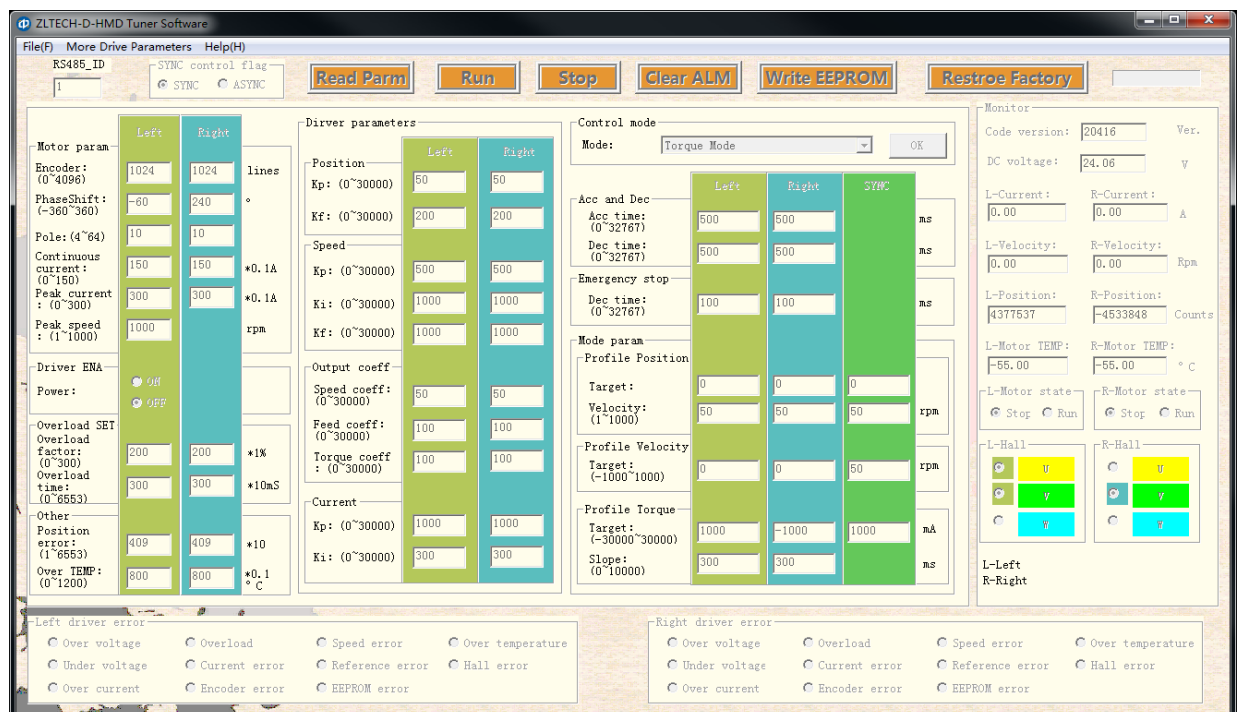 ZLTECH-D-HMD Tuner Software
File(F) More Drive Parameters Help(H)
RS485_ID
1
SYNC control flag
SYNC ASYNC
Read Parm Run Stop Clear ALM Write EEPROM Restroe Factory
Left Right
Motor param
Encoder: (0~4096) 1024 1024 lines
PhaseShift: (-360~360) -60 240 °
Pole:(4~64) 10 10
Continuous current: (0~150) 150 150 *0.1A
Peak current : (0~300) 300 300 *0.1A
Peak speed : (1~1000) 1000 rpm
Driver ENA
Power: ON OFF
Overload SET
Overload factor: (0~300) 200 200 *1%
Overload time: (0~6553) 300 300 *10mS
Other
Position error: (1~6553) 409 409 *10
Over TEMP: (0~1200) 800 800 *0.1 °C
Dirver parameters
Left Right
Position
Kp: (0~30000) 50 50
Kf: (0~30000) 200 200
Speed
Kp: (0~30000) 500 500
Ki: (0~30000) 1000 1000
Kf: (0~30000) 1000 1000
Output coeff
Speed coeff: (0~30000) 50 50
Feed coeff: (0~30000) 100 100
Torque coeff : (0~30000) 100 100
Current
Kp: (0~30000) 1000 1000
Ki: (0~30000) 300 300
Control mode
Mode: Torque Mode OK
Left Right SYNC
Acc and Dec
Acc time: (0~32767) 500 500 ms
Dec time: (0~32767) 500 500 ms
Emergency stop
Dec time: (0~32767) 100 100 ms
Mode param
Profile Position
Target: 0 0 0
Velocity: (1~1000) 50 50 50 rpm
Profile Velocity
Target: (-1000~1000) 0 0 50 rpm
Profile Torque
Target: (-30000~30000) 1000 -1000 1000 mA
Slope: (0~10000) 300 300 ms
Monitor
Code version: 20416 Ver.
DC voltage: 24.06 V
L-Current: R-Current:
0.00 0.00 A
L-Velocity: R-Velocity:
0.00 0.00 Rpm
L-Position: R-Position:
4377537 -4533848 Counts
L-Motor TEMP: R-Motor TEMP:
-55.00 -55.00 °C
L-Motor state R-Motor state
Stop Run Stop Run
L-Hall R-Hall
U U
V V
W W
L-Left
R-Right
Left driver error
Over voltage Overload Speed error Over temperature
Under voltage Current error Reference error Hall error
Over current Encoder error EEPROM error
Right driver error
Over voltage Overload Speed error Over temperature
Under voltage Current error Reference error Hall error
Over current Encoder error EEPROM error